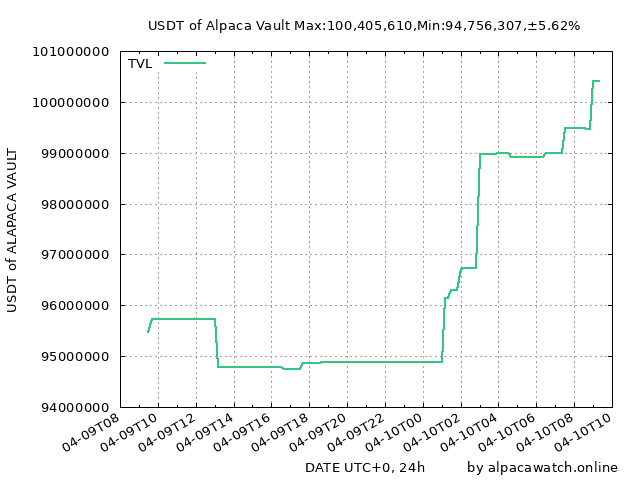 USDT of Alpaca Vault Max:100,405,610,Min:94,756,307,±5.62%
TVL
101000000
100000000
99000000
98000000
97000000
96000000
95000000
94000000
USDT of ALAPACA VAULT
04-09T08
04-09T10
04-09T12
04-09T14
04-09T16
04-09T18
04-09T20
04-09T22
04-10T00
04-10T02
04-10T04
04-10T06
04-10T08
04-10T10
DATE UTC+0, 24h
by alpacawatch.online